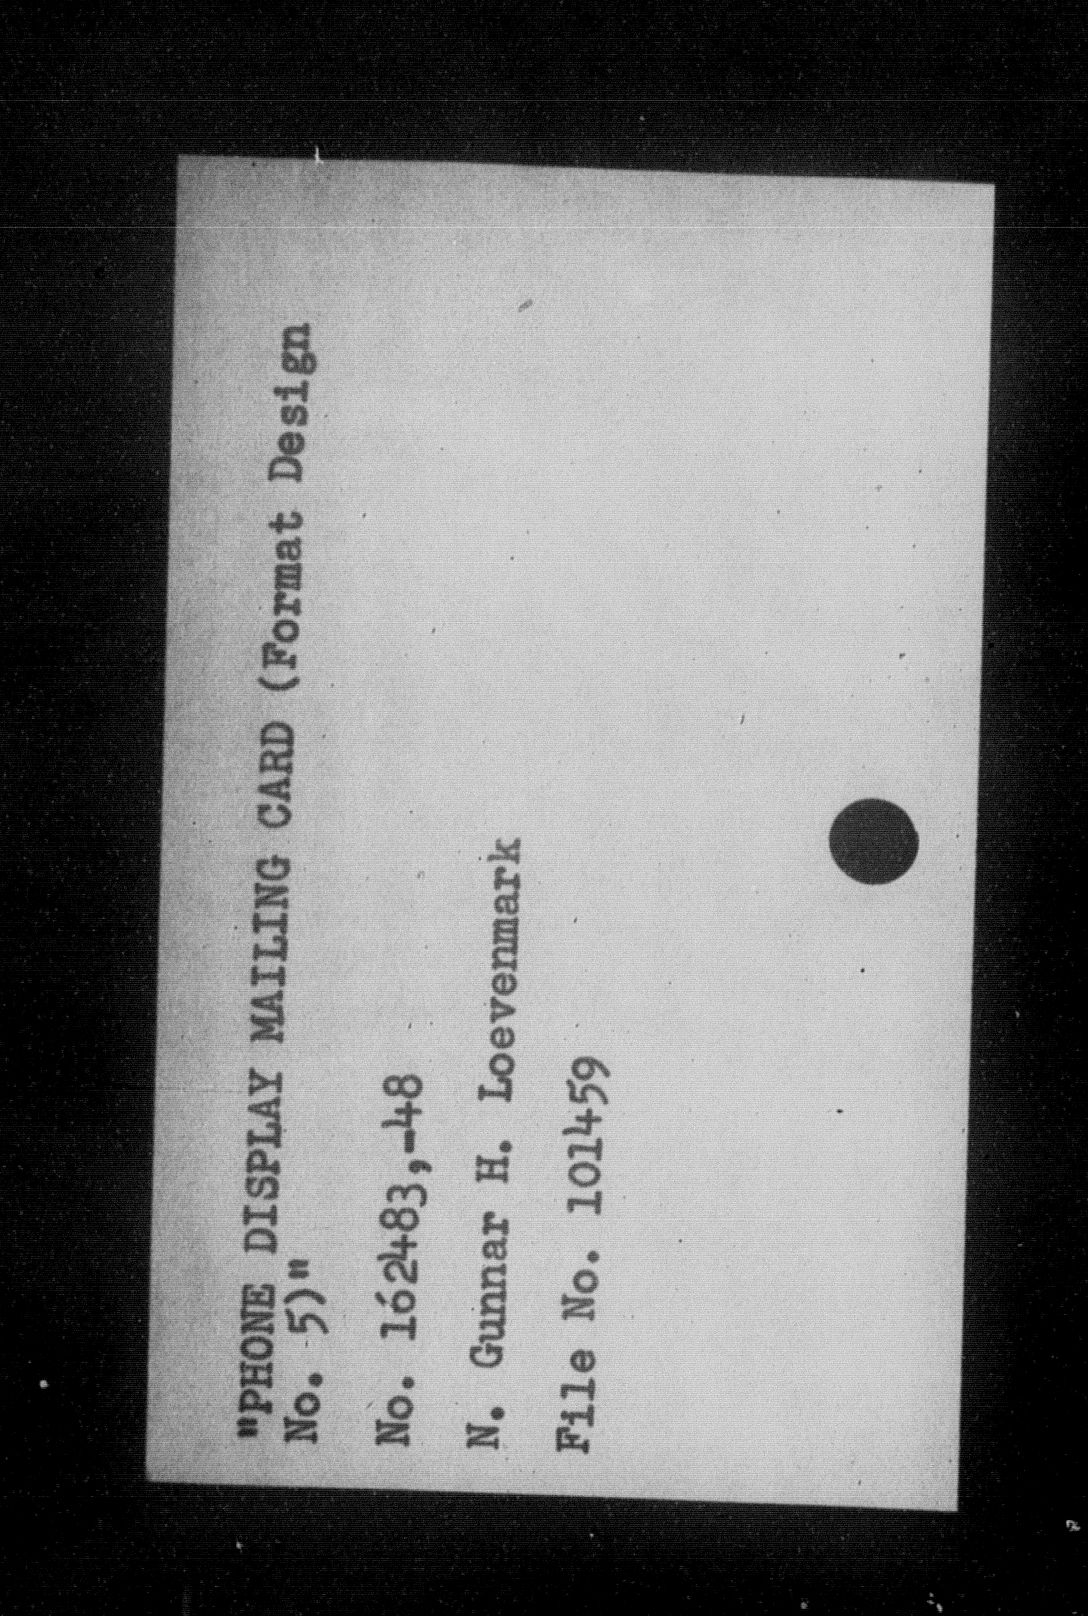 "PHONE DISPLAY MAILING CARD (Format Design
No. 5)"
No. 162483,-48
N. Gunnar H. Loevenmark
File No. 101459